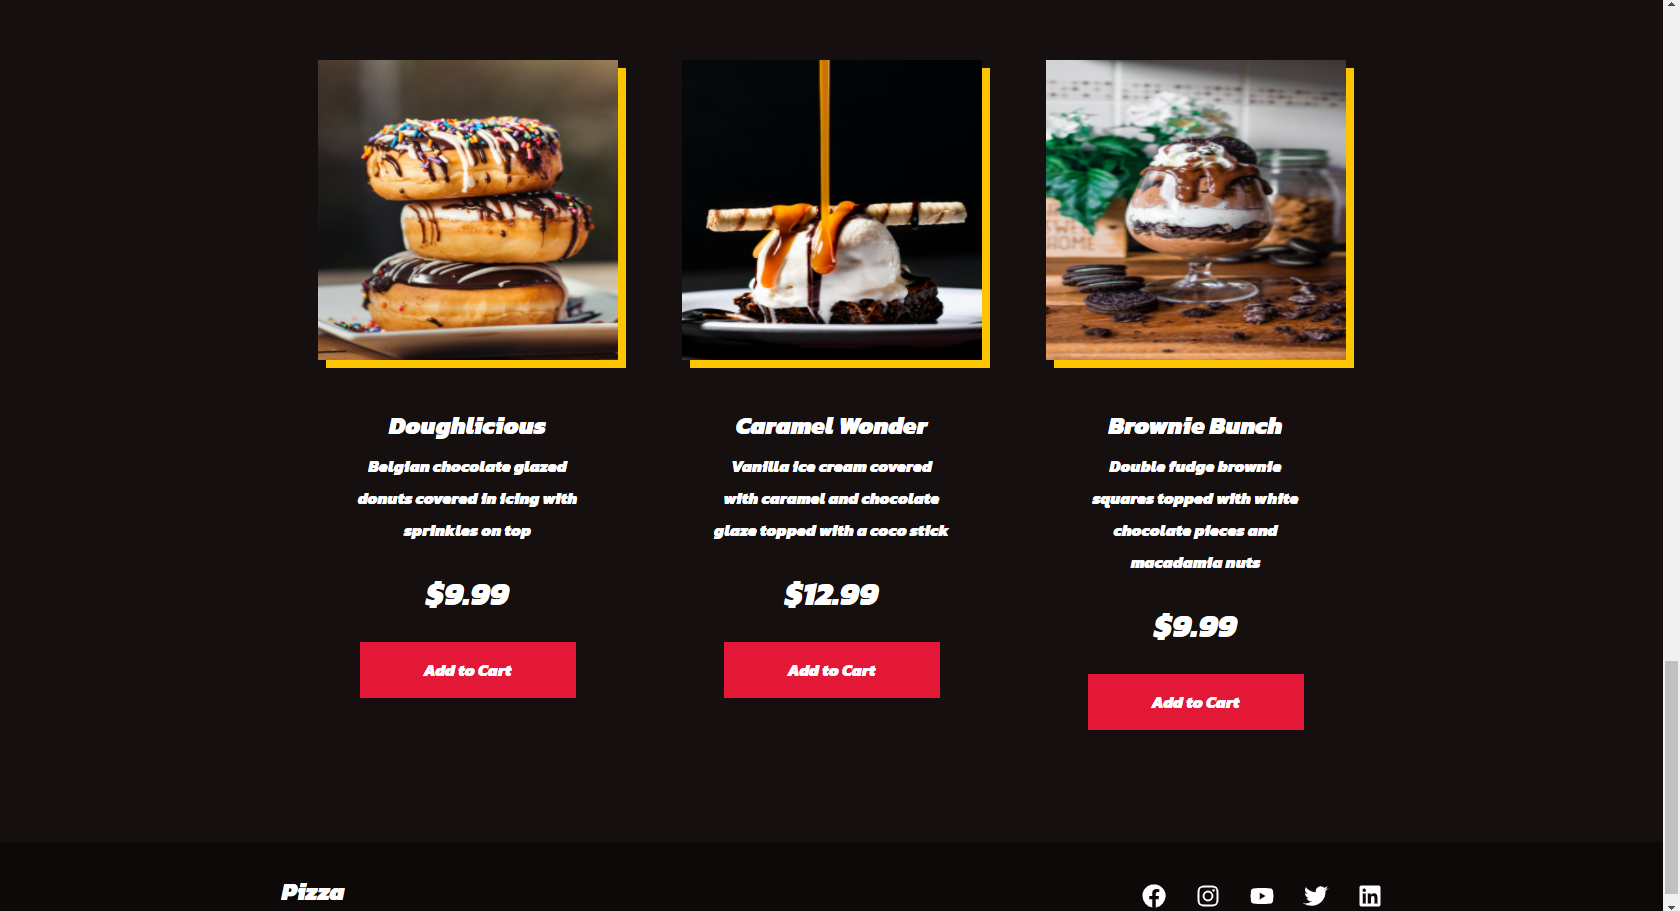 SWEET
HOME
Doughlicious
Belgian chocolate glazed
donuts covered in icing with
sprinkles on top
$9.99
Add to Cart
Caramel Wonder
Vanilla ice cream covered
with caramel and chocolate
glaze topped with a coco stick
$12.99
Add to Cart
Brownie Bunch
Double fudge brownie
squares topped with white
chocolate pieces and
macadamia nuts
$9.99
Add to Cart
Pizza